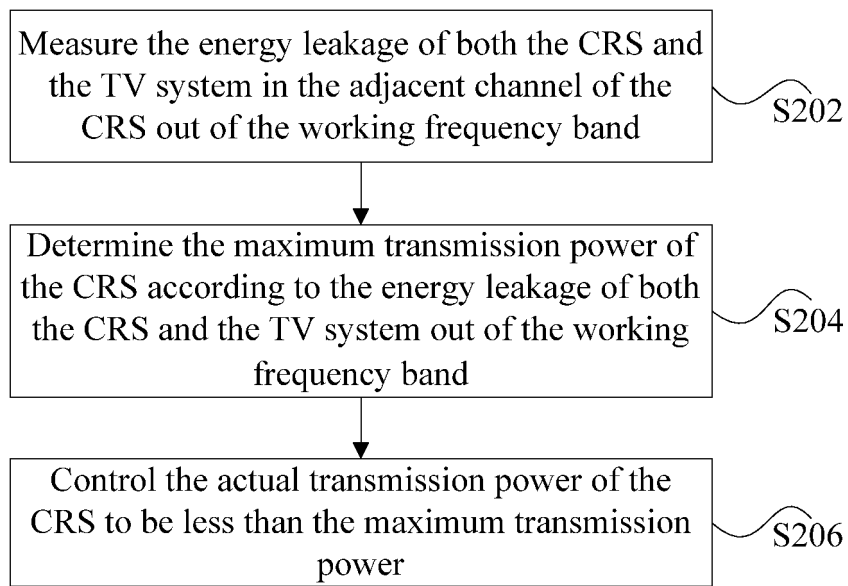 Measure the energy leakage of both the CRS and
the TV system in the adjacent channel of the
CRS out of the working frequency band
S202
Determine the maximum transmission power of
the CRS according to the energy leakage of both
the CRS and the TV system out of the working
frequency band
S204
Control the actual transmission power of the
CRS to be less than the maximum transmission
power
S206